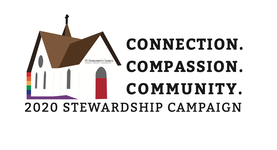 CONNECTION.
COMPASSION.
COMMUNITY.
2020 STEWARDSHIP CAMPAIGN